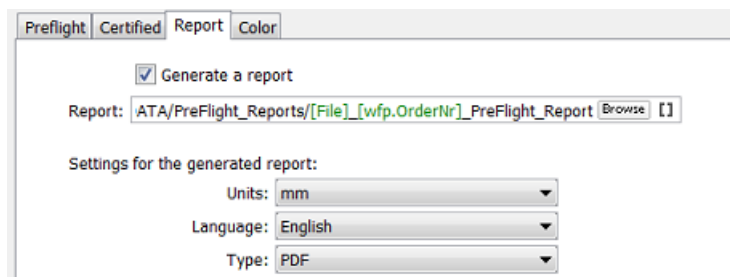 Preflight Certified Report Color
Generate a report
Report: ATA/PreFlight_Reports/[File]_[wfp.OrderNr]_PreFlight_Report Browse []
Settings for the generated report:
Units: mm
Language: English
Type: PDF